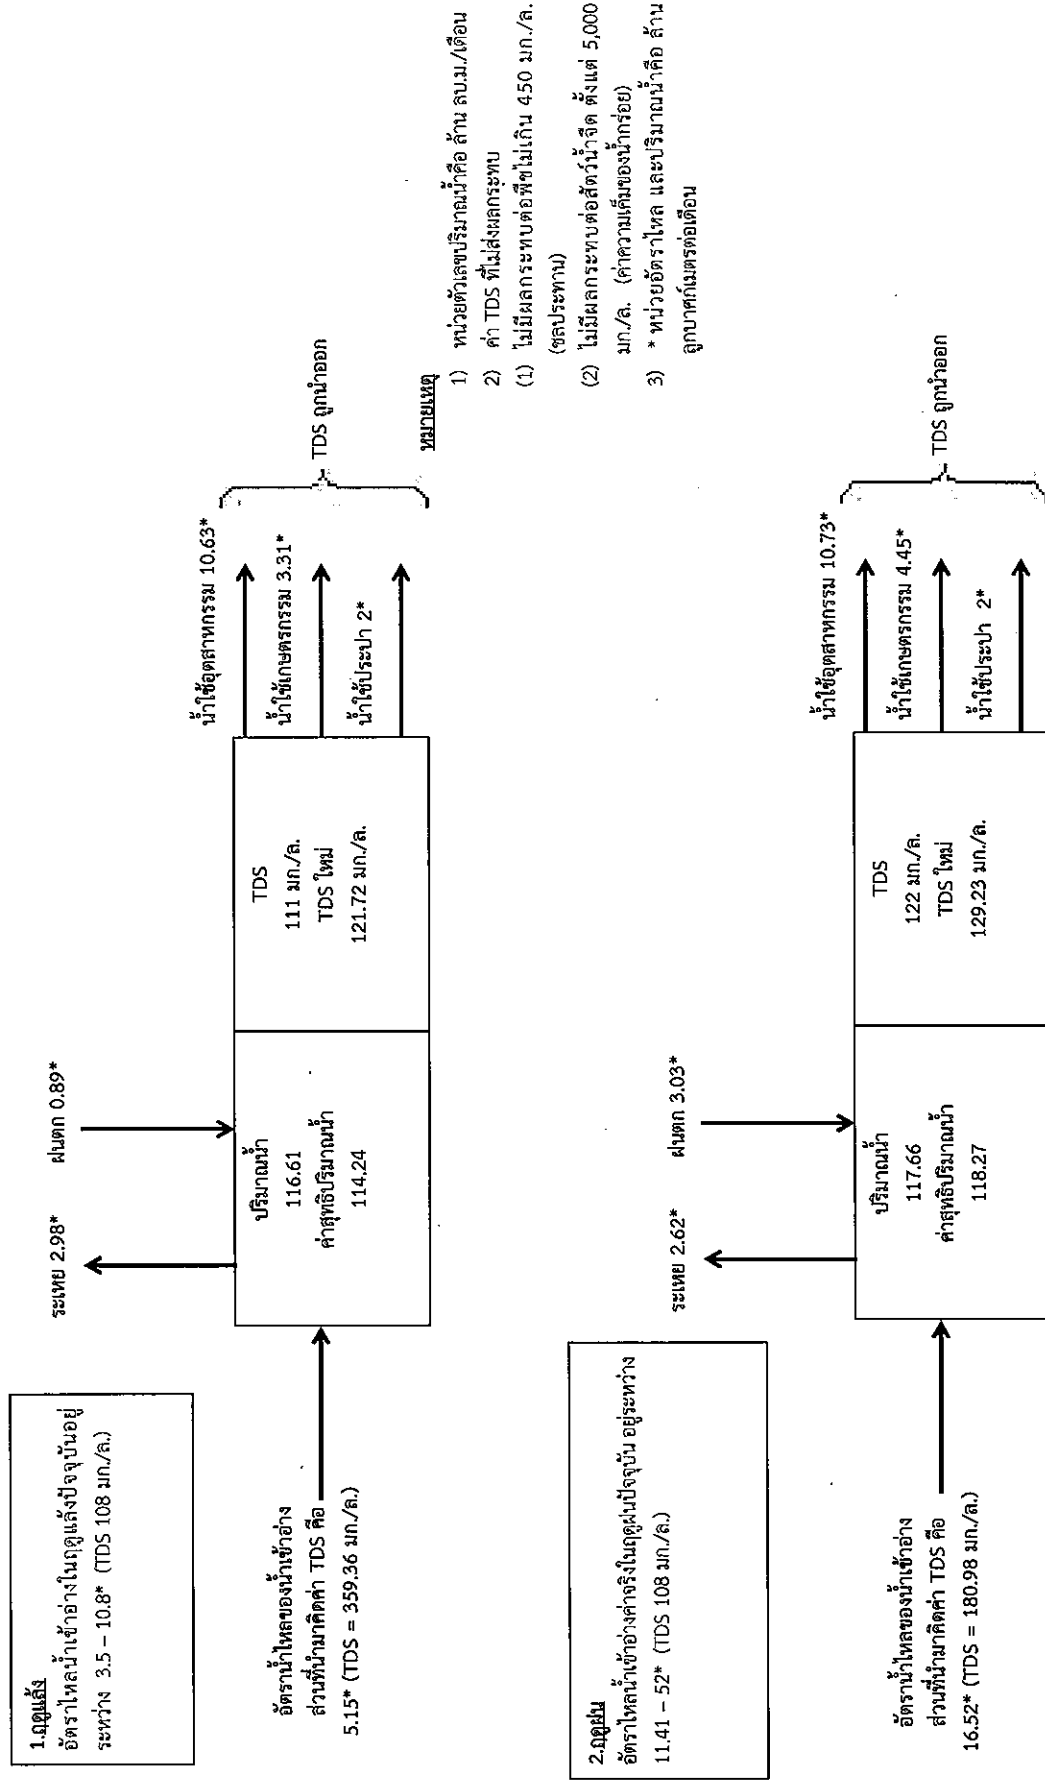 1.ฤดูแล้ง
อัตราไหลน้ำเข้าอ่างในฤดูแล้งปัจจุบันอยู่
ระหว่าง 3.5 – 10.8* (TDS 108 มก./ล.)
ระเหย 2.98*
ฝนตก 0.89*
อัตราน้ำไหลของน้ำเข้าอ่าง
ส่วนที่นำมาคิดค่า TDS คือ
5.15* (TDS = 359.36 มก./ล.)
ปริมาณน้ำ
116.61
ค่าสุทธิปริมาณน้ำ
114.24
TDS
111 มก./ล.
TDS ใหม่
121.72 มก./ล.
น้ำใช้อุตสาหกรรม 10.63*
น้ำใช้เกษตรกรรม 3.31*
น้ำใช้ประปา 2*
TDS ถูกนำออก
หมายเหตุ
1) หน่วยตัวเลขปริมาณน้ำคือ ล้าน ลบ.ม./เดือน
2) ค่า TDS ที่ไม่ส่งผลกระทบ
(1) ไม่มีผลกระทบต่อพืชไม่เกิน 450 มก./ล.
(ชลประทาน)
(2) ไม่มีผลกระทบต่อสัตว์น้ำจืด ตั้งแต่ 5,000
มก./ล. (ค่าความเค็มของน้ำกร่อย)
3) * หน่วยอัตราไหล และปริมาณน้ำคือ ล้าน
ลูกบาศก์เมตรต่อเดือน
2.ฤดูฝน
อัตราไหลน้ำเข้าอ่างค่าจริงในฤดูฝนปัจจุบัน อยู่ระหว่าง
11.41 – 52* (TDS 108 มก./ล.)
ระเหย 2.62*
ฝนตก 3.03*
อัตราน้ำไหลของน้ำเข้าอ่าง
ส่วนที่นำมาคิดค่า TDS คือ
16.52* (TDS = 180.98 มก./ล.)
ปริมาณน้ำ
117.66
ค่าสุทธิปริมาณน้ำ
118.27
TDS
122 มก./ล.
TDS ใหม่
129.23 มก./ล.
น้ำใช้อุตสาหกรรม 10.73*
น้ำใช้เกษตรกรรม 4.45*
น้ำใช้ประปา 2*
TDS ถูกนำออก